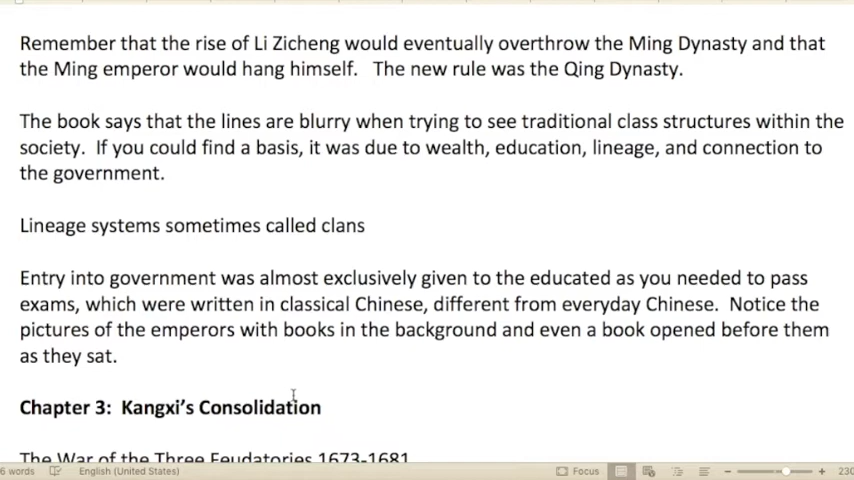 Remember that the rise of Li Zicheng would eventually overthrow the Ming Dynasty and that
the Ming emperor would hang himself.   The new rule was the Qing Dynasty.
The book says that the lines are blurry when trying to see traditional class structures within the
society.  If you could find a basis, it was due to wealth, education, lineage, and connection to
the government.
Lineage systems sometimes called clans
Entry into government was almost exclusively given to the educated as you needed to pass
exams, which were written in classical Chinese, different from everyday Chinese.  Notice the
pictures of the emperors with books in the background and even a book opened before them
as they sat.
Chapter 3:  Kangxi's Consolidation
The War of the Three Feudatories 1673-1681
6 words English (United States) Focus 230